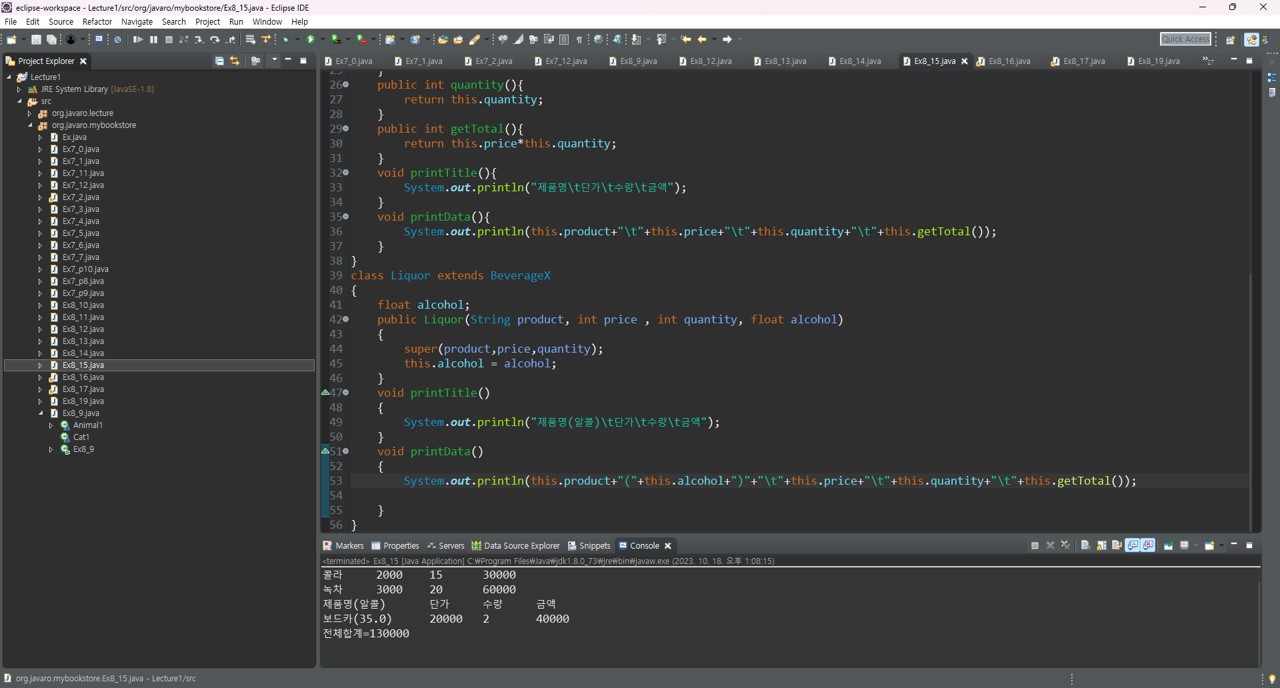 eclipse-workspace - Lecture1/src/org/javaro/mybookstore/Ex8_15.java - Eclipse IDE
File Edit Source Refactor Navigate Search Project Run Window Help
Quick Access
Project Explorer
Lecture1
JRE System Library [JavaSE-1.8]
src
org.javaro.lecture
org.javaro.mybookstore
Ex.java
Ex7_0.java
Ex7_1.java
Ex7_11.java
Ex7_12.java
Ex7_2.java
Ex7_3.java
Ex7_4.java
Ex7_5.java
Ex7_6.java
Ex7_7.java
Ex7_p10.java
Ex7_p8.java
Ex7_p9.java
Ex8_10.java
Ex8_11.java
Ex8_12.java
Ex8_13.java
Ex8_14.java
Ex8_15.java
Ex8_16.java
Ex8_17.java
Ex8_19.java
Ex8_9.java
Animal1
Cat1
Ex8_9
Ex7_0.java Ex7_1.java Ex7_2.java Ex7_12.java Ex8_9.java Ex8_12.java Ex8_13.java Ex8_14.java Ex8_15.java Ex8_16.java Ex8_17.java Ex8_19.java »27
25 }
26 public int quantity(){
27 return this.quantity;
28 }
29 public int getTotal(){
30 return this.price*this.quantity;
31 }
32 void printTitle(){
33 System.out.println("제품명\t단가\t수량\t금액");
34 }
35 void printData(){
36 System.out.println(this.product+"\t"+this.price+"\t"+this.quantity+"\t"+this.getTotal());
37 }
38 }
39 class Liquor extends BeverageX
40 {
41 float alcohol;
42 public Liquor(String product, int price , int quantity, float alcohol)
43 {
44 super(product,price,quantity);
45 this.alcohol = alcohol;
46 }
47 void printTitle()
48 {
49 System.out.println("제품명(알콜)\t단가\t수량\t금액");
50 }
51 void printData()
52 {
53 System.out.println(this.product+"("+this.alcohol+")"+"\t"+this.price+"\t"+this.quantity+"\t"+this.getTotal());
54
55 }
56 }
Markers Properties Servers Data Source Explorer Snippets Console
<terminated> Ex8_15 [Java Application] C:₩Program Files₩Java₩jdk1.8.0_73₩jre₩bin₩javaw.exe (2023. 10. 18. 오후 1:08:15)
콜라 2000 15 30000
녹차 3000 20 60000
제품명(알콜) 단가 수량 금액
보드카(35.0) 20000 2 40000
전체합계=130000
org.javaro.mybookstore.Ex8_15.java - Lecture1/src